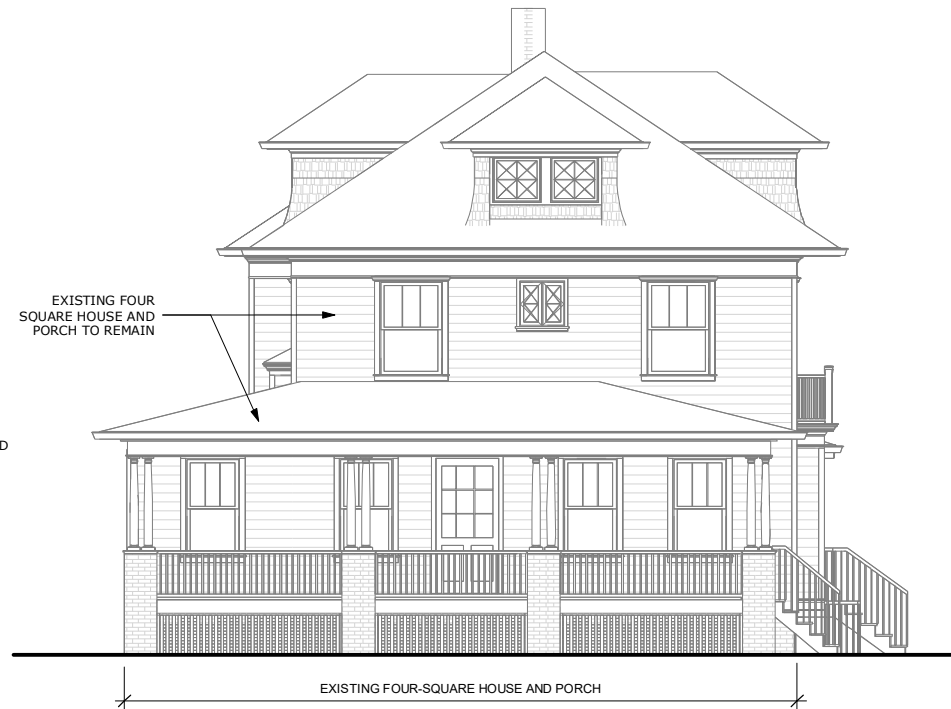 EXISTING FOUR
SQUARE HOUSE AND
PORCH TO REMAIN
D
EXISTING FOUR-SQUARE HOUSE AND PORCH